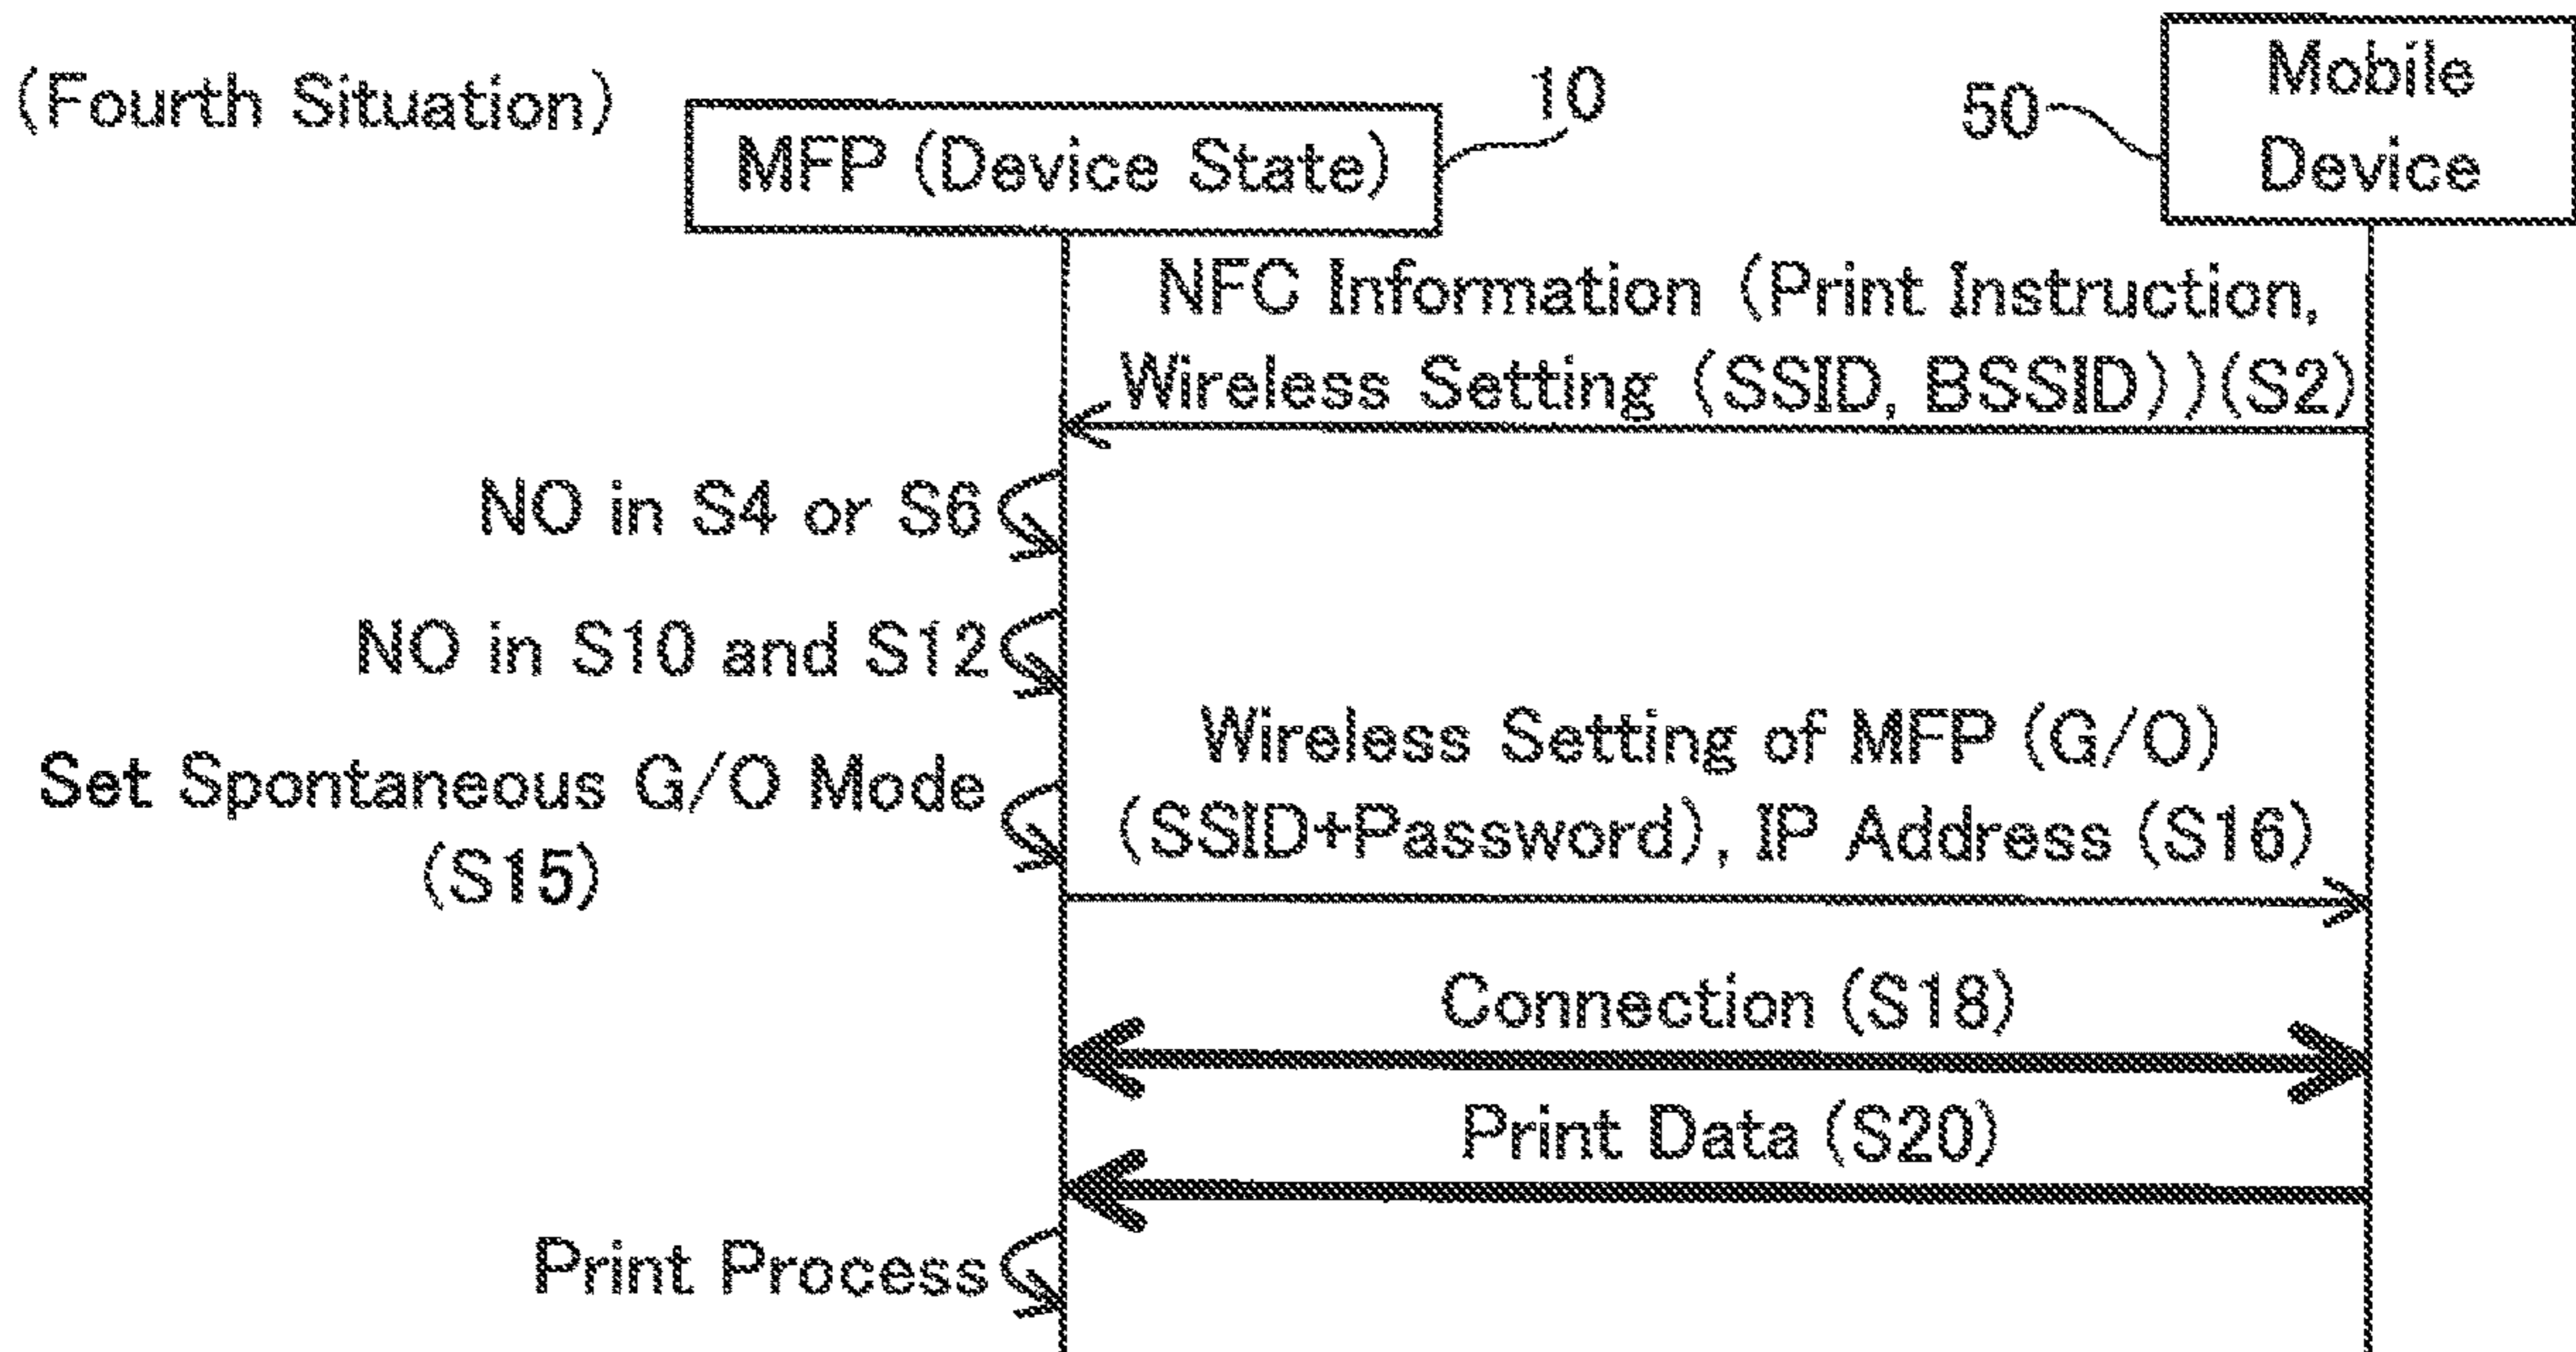 (Fourth Situation)
MFP (Device State)
10
50
Mobile
Device
NFC Information (Print Instruction,
Wireless Setting (SSID, BSSID))(S2)
NO in S4 or S6
NO in S10 and S12
Set Spontaneous G/O Mode
(S15)
Wireless Setting of MFP (G/O)
(SSID+Password), IP Address (S16)
Connection (S18)
Print Data (S20)
Print Process